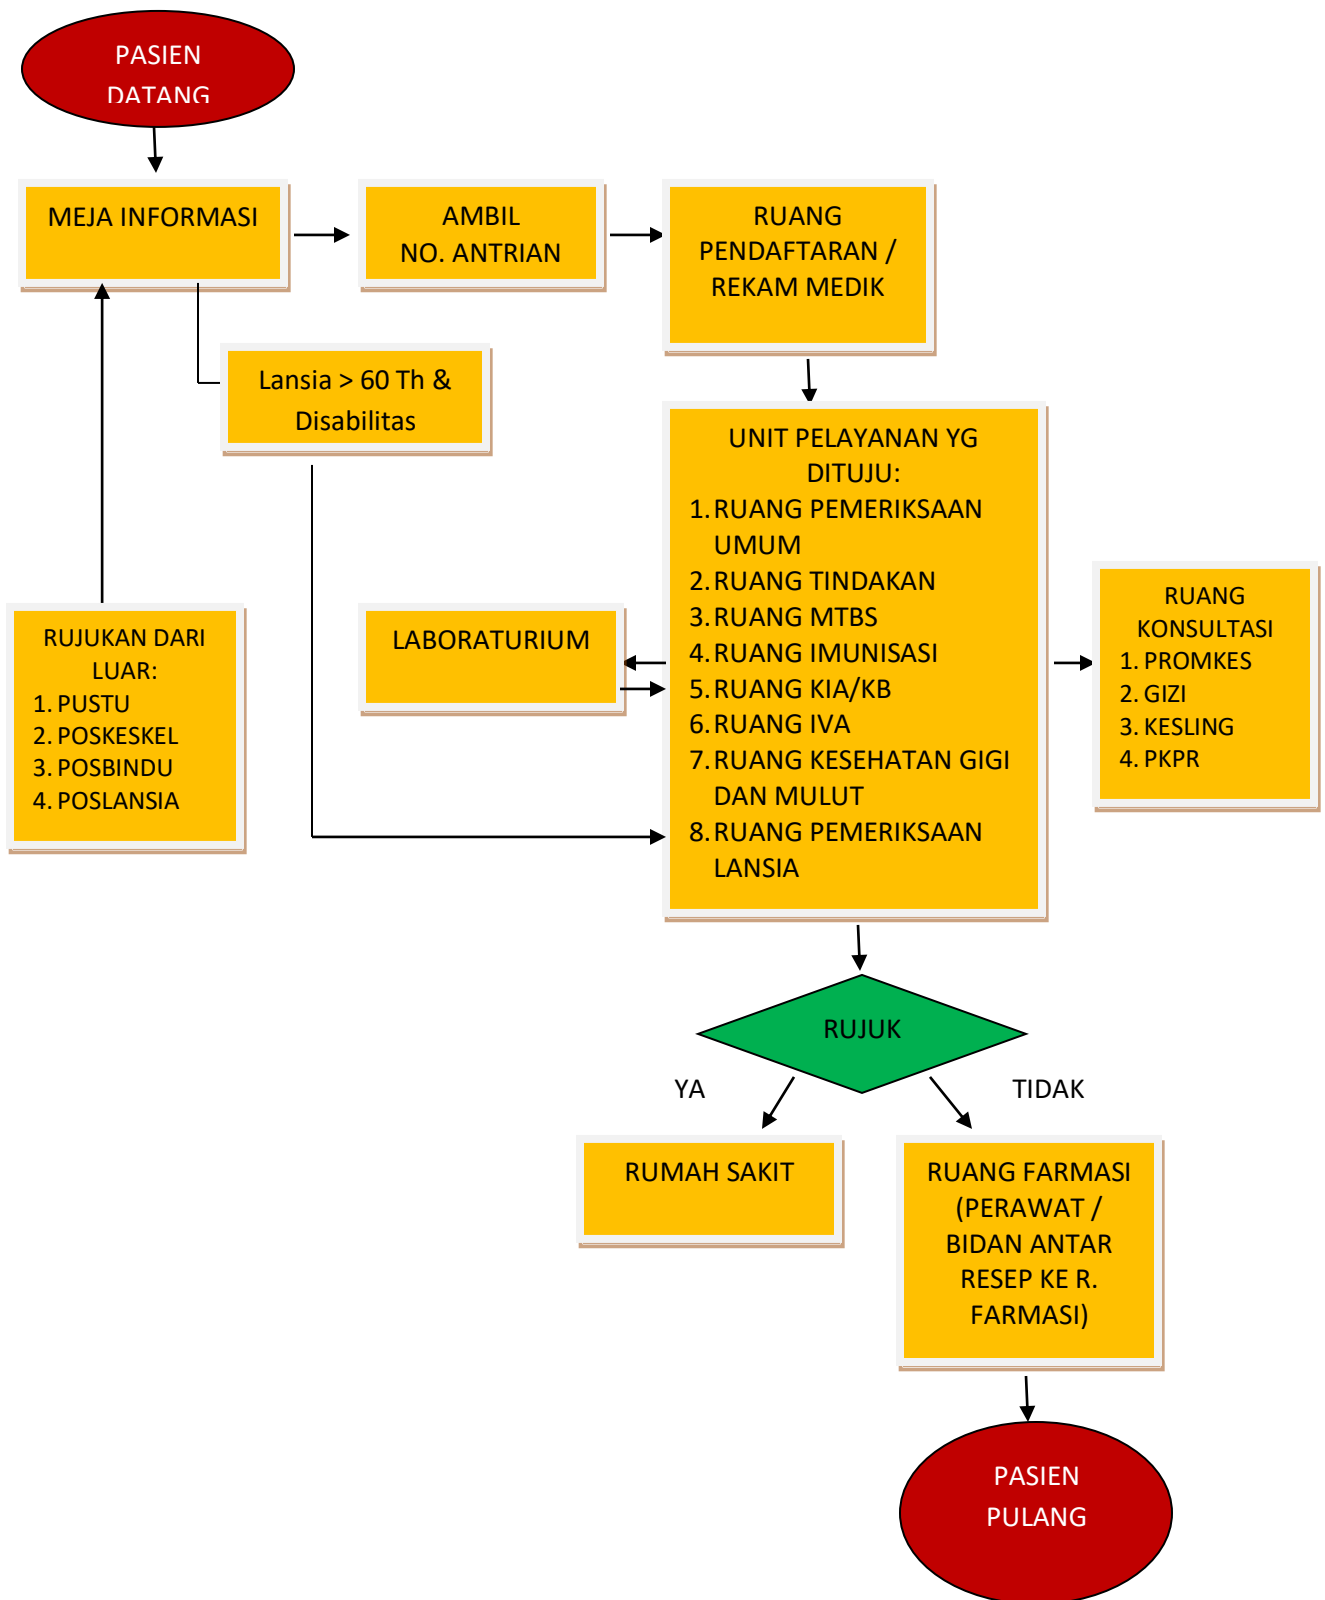 PASIEN
DATANG
MEJA INFORMASI
AMBIL
NO. ANTRIAN
RUANG
PENDAFTARAN /
REKAM MEDIK
Lansia > 60 Th &
Disabilitas
UNIT PELAYANAN YG
DITUJU:
1. RUANG PEMERIKSAAN
UMUM
2. RUANG TINDAKAN
3. RUANG MTBS
4. RUANG IMUNISASI
5. RUANG KIA/KB
6. RUANG IVA
7. RUANG KESEHATAN GIGI
DAN MULUT
8. RUANG PEMERIKSAAN
LANSIA
RUJUKAN DARI
LUAR:
1. PUSTU
2. POSKESKEL
3. POSBINDU
4. POSLANSIA
LABORATURIUM
RUANG
KONSULTASI
1. PROMKES
2. GIZI
3. KESLING
4. PKPR
RUJUK
YA
TIDAK
RUMAH SAKIT
RUANG FARMASI
(PERAWAT /
BIDAN ANTAR
RESEP KE R.
FARMASI)
PASIEN
PULANG